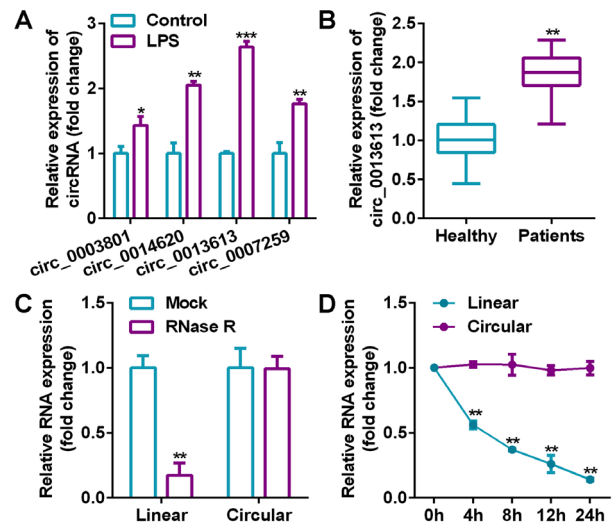 A
Control
LPS
Relative expression of
circRNA (fold change)
3
2
1
0
*
**
***
**
circ_0003801
circ_0014620
circ_0013613
circ_0007259
B
Relative expression of
circ_0013613 (fold change)
2.5
2.0
1.5
1.0
0.5
0.0
**
Healthy
Patients
C
Mock
RNase R
Relative RNA expression
(fold change)
1.5
1.0
0.5
0.0
**
Linear
Circular
D
Linear
Circular
Relative RNA expression
(fold change)
1.5
1.0
0.5
0.0
**
**
**
**
0h
4h
8h
12h
24h